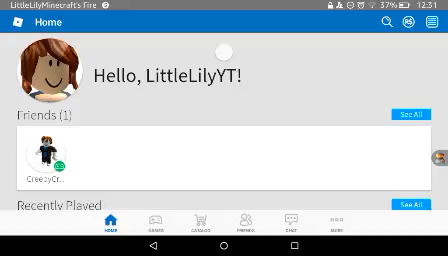 LittleLilyMinecraft's Fire
37%
12:31
Home
R$
Hello, LittleLilyYT!
Friends (1)
See All
CreepyCr...
Recently Played
See All
HOME
GAMES
CATALOG
FRIENDS
CHAT
MORE